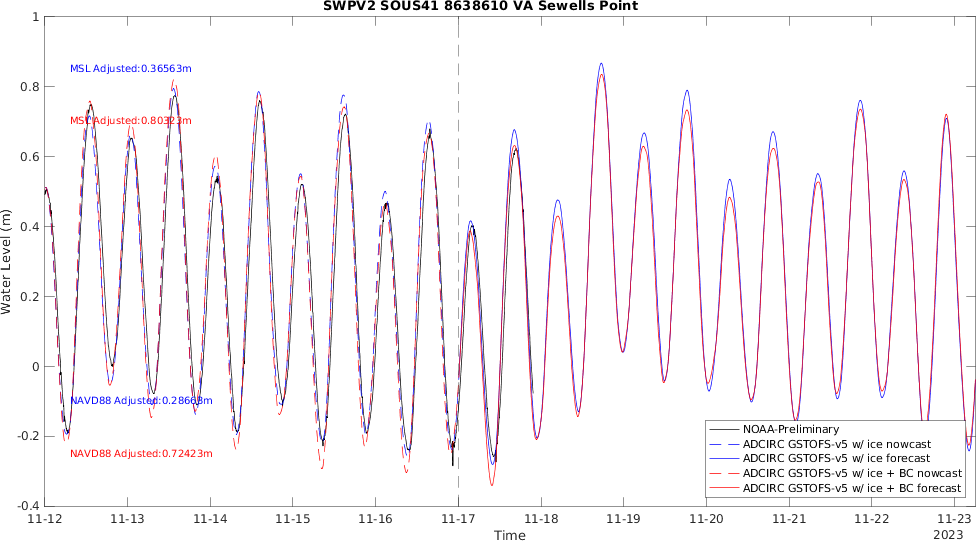 SWPV2 SOUS41 8638610 VA Sewells Point
Water Level (m)
1
0.8
0.6
0.4
0.2
0
-0.2
-0.4
MSL Adjusted:0.36563m
MSL Adjusted:0.80323m
NAVD88 Adjusted:0.28663m
NAVD88 Adjusted:0.72423m
NOAA-Preliminary
ADCIRC GSTOFS-v5 w/ ice nowcast
ADCIRC GSTOFS-v5 w/ ice forecast
ADCIRC GSTOFS-v5 w/ ice + BC nowcast
ADCIRC GSTOFS-v5 w/ ice + BC forecast
11-12 11-13 11-14 11-15 11-16 11-17 11-18 11-19 11-20 11-21 11-22 11-23
Time
2023